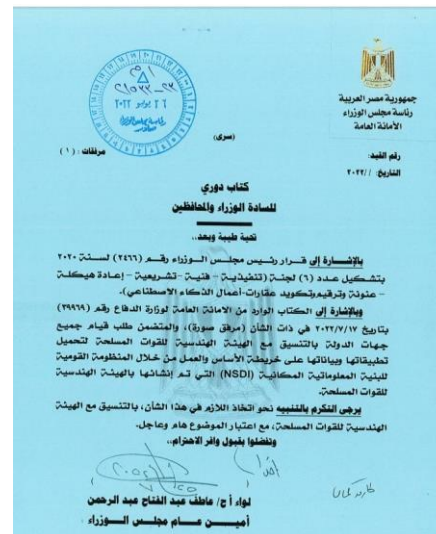 جمهورية مصر العربية
رئاسة مجلس الوزراء
الأمانة العامة
٢٦ يوليو ٢٠٢٢
(سرى)
رقم القيد:
مرفقات : (١)
التاريخ: / /٢٠٢٢
كتاب دوري
للسادة الوزراء والمحافظين
تحية طيبة وبعد..
بالإشارة إلى قرار رئيس مجلس الوزراء رقم (٢٤٦٦) لسنة ٢٠٢٠
بتشكيل عدد (٦) لجنة (تنفيذية – فنية – تشريعية – إعادة هيكلة
– عنونة وترقيم وتكويد عقارات-أعمال الذكاء الاصطناعي).
وبالإشارة إلى الكتاب الوارد من الأمانة العامة لوزارة الدفاع رقم (٣٩٩٦٩)
بتاريخ ٢٠٢٢/٧/١٧ في ذات الشأن (مرفق صورة)، والمتضمن طلب قيام جميع
جهات الدولة بالتنسيق مع الهيئة الهندسية للقوات المسلحة لتحميل
تطبيقاتها وبياناتها على خريطة الأساس والعمل من خلال المنظومة القومية
للبنية المعلوماتية المكانية (NSDI) التي تم إنشائها بالهيئة الهندسية
للقوات المسلحة.
يرجى التكرم بالتنبيه نحو اتخاذ اللازم في هذا الشأن، بالتنسيق مع الهيئة
الهندسية للقوات المسلحة، مع اعتبار الموضوع هام وعاجل.
وتفضلوا بقبول وافر الاحترام..
لواء أ ح/ عاطف عبد الفتاح عبد الرحمن
أمين عام مجلس الوزراء